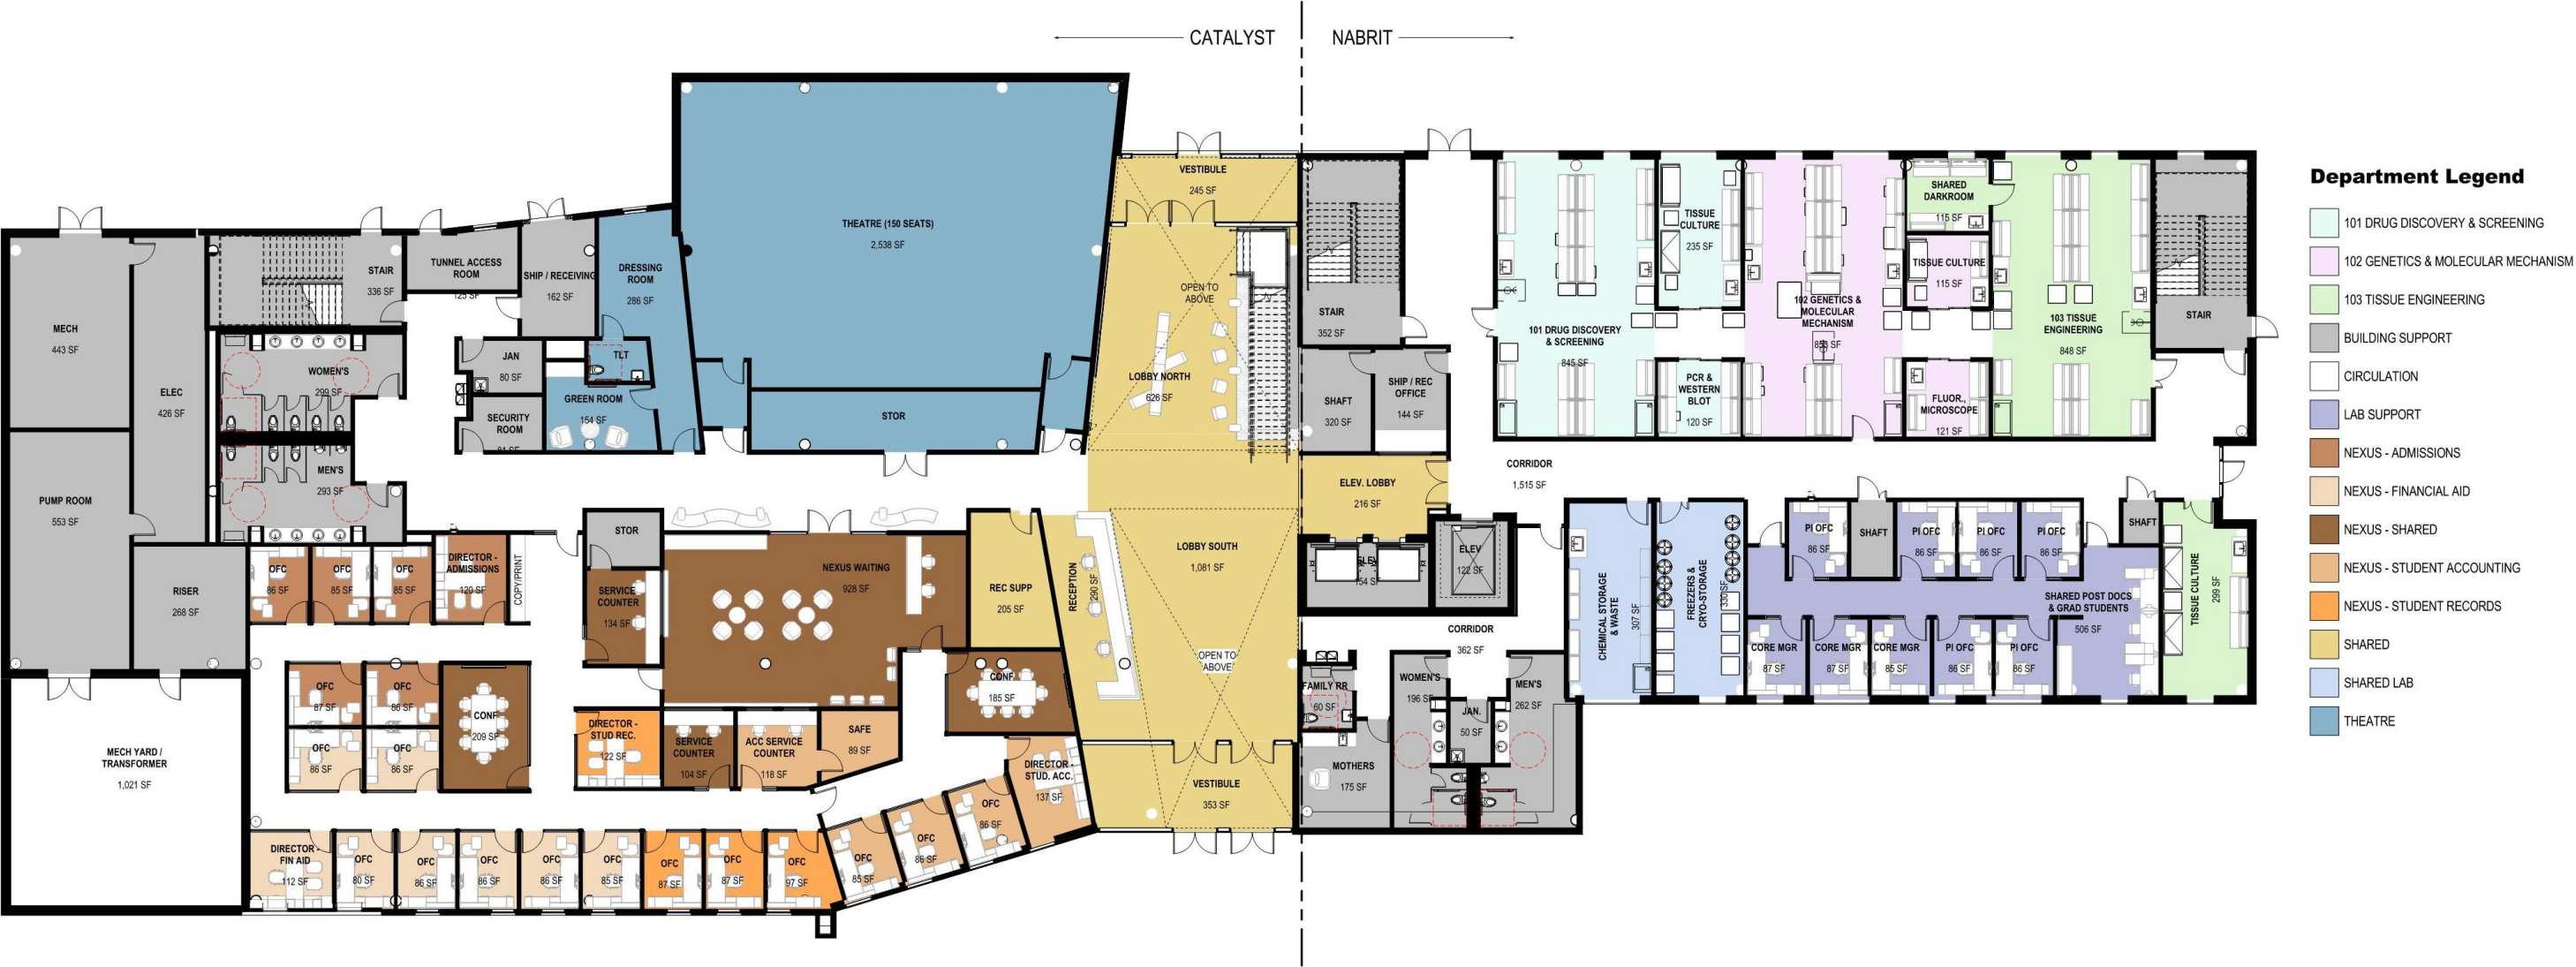 CATALYST
NABRIT
Department Legend
101 DRUG DISCOVERY & SCREENING
102 GENETICS & MOLECULAR MECHANISM
103 TISSUE ENGINEERING
BUILDING SUPPORT
CIRCULATION
LAB SUPPORT
NEXUS - ADMISSIONS
NEXUS - FINANCIAL AID
NEXUS - SHARED
NEXUS - STUDENT ACCOUNTING
NEXUS - STUDENT RECORDS
SHARED
SHARED LAB
THEATRE
MECH
443 SF
ELEC
426 SF
PUMP ROOM
553 SF
RISER
268 SF
MECH YARD /
TRANSFORMER
1,021 SF
STAIR
336 SF
WOMEN'S
299 SF
MEN'S
293 SF
TUNNEL ACCESS
ROOM
125 SF
SHIP / RECEIVING
162 SF
JAN
80 SF
SECURITY
ROOM
DRESSING
ROOM
286 SF
TLT
GREEN ROOM
154 SF
THEATRE (150 SEATS)
2,538 SF
STOR
VESTIBULE
245 SF
OPEN TO
ABOVE
LOBBY NORTH
626 SF
STAIR
352 SF
SHAFT
320 SF
SHIP / REC
OFFICE
144 SF
ELEV. LOBBY
216 SF
ELEV
122 SF
CORRIDOR
1,515 SF
101 DRUG DISCOVERY
& SCREENING
845 SF
TISSUE
CULTURE
235 SF
PCR &
WESTERN
BLOT
120 SF
102 GENETICS &
MOLECULAR
MECHANISM
SHARED
DARKROOM
115 SF
TISSUE CULTURE
115 SF
FLUOR.,
MICROSCOPE
121 SF
103 TISSUE
ENGINEERING
848 SF
STAIR
OFC
86 SF
OFC
85 SF
OFC
85 SF
DIRECTOR -
ADMISSIONS
120 SF
COPY/PRINT
STOR
SERVICE
COUNTER
134 SF
NEXUS WAITING
928 SF
REC SUPP
205 SF
RECEPTION
290 SF
LOBBY SOUTH
1,081 SF
OPEN TO
ABOVE
CORRIDOR
362 SF
CHEMICAL STORAGE
& WASTE
307 SF
FREEZERS &
CRYO-STORAGE
330 SF
PI OFC
86 SF
SHAFT
PI OFC
86 SF
PI OFC
86 SF
PI OFC
86 SF
SHAFT
SHARED POST DOCS
& GRAD STUDENTS
506 SF
TISSUE CULTURE
299 SF
CORE MGR
87 SF
CORE MGR
87 SF
CORE MGR
85 SF
PI OFC
86 SF
PI OFC
86 SF
OFC
87 SF
OFC
86 SF
OFC
86 SF
OFC
86 SF
CONF
209 SF
DIRECTOR -
STUD REC.
122 SF
SERVICE
COUNTER
104 SF
ACC SERVICE
COUNTER
118 SF
SAFE
89 SF
CONF
185 SF
DIRECTOR -
STUD. ACC.
137 SF
VESTIBULE
353 SF
FAMILY RR
60 SF
MOTHERS
175 SF
WOMEN'S
196 SF
JAN.
50 SF
MEN'S
262 SF
DIRECTOR -
FIN AID
112 SF
OFC
80 SF
OFC
86 SF
OFC
86 SF
OFC
86 SF
OFC
85 SF
OFC
87 SF
OFC
87 SF
OFC
97 SF
OFC
85 SF
OFC
86 SF
OFC
86 SF